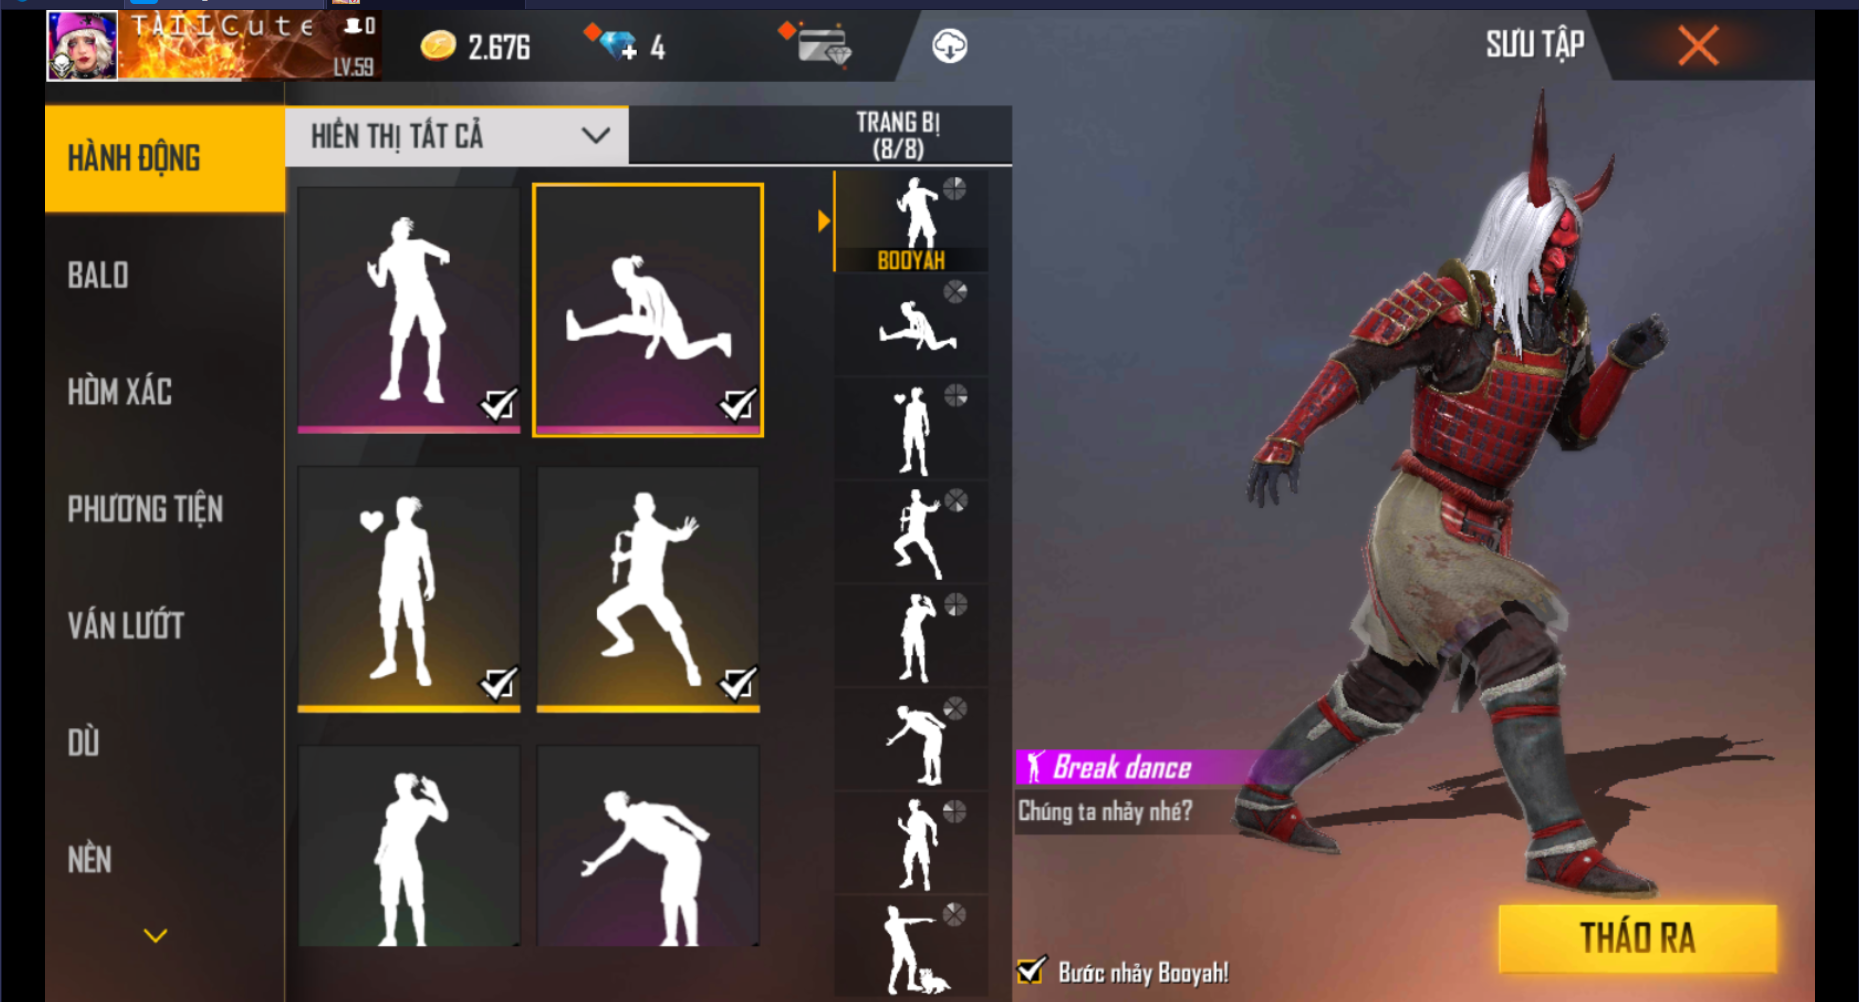 TÀIICute
0
LV.59
2.676
4
SƯU TẬP
HÀNH ĐỘNG
HIỂN THỊ TẤT CẢ
TRANG BỊ
(8/8)
BALO
HÒM XÁC
PHƯƠNG TIỆN
VÁN LƯỚT
DÙ
NỀN
BOOYAH
Break dance
Chúng ta nhảy nhé?
Bước nhảy Booyah!
THÁO RA